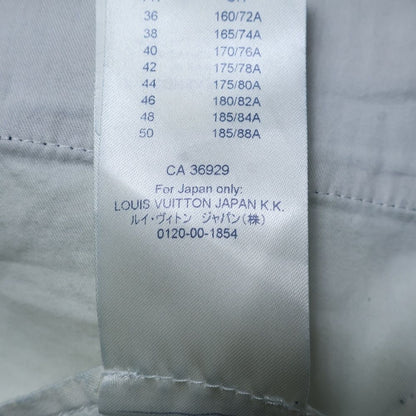 36 160/72A
38 165/74A
40 170/76A
42 175/78A
44 175/80A
46 180/82A
48 185/84A
50 185/88A
CA 36929
For Japan only:
LOUIS VUITTON JAPAN K.K.
ルイ・ヴィトン ジャパン(株)
0120-00-1854